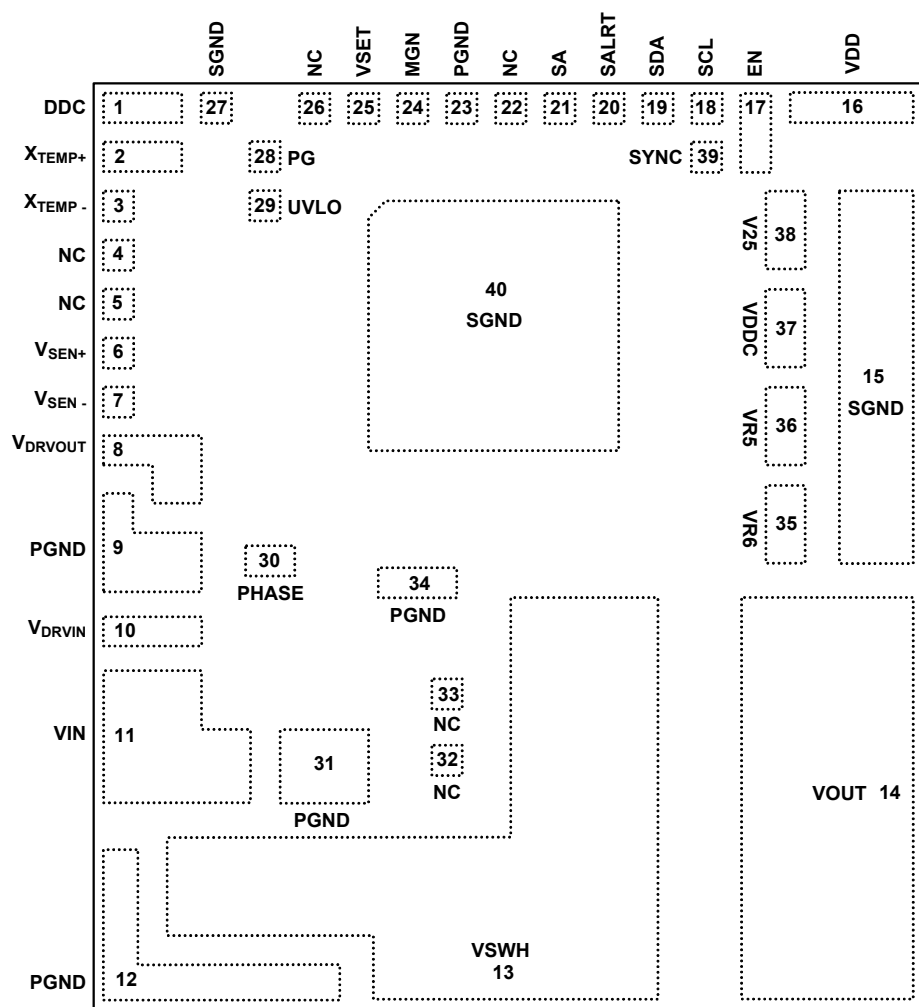 SGND
NC
VSET
MGN
PGND
NC
SA
SALRT
SDA
SCL
EN
VDD
DDC 1 27 26 25 24 23 22 21 20 19 18 17 16
XTEMP+ 2 28 PG SYNC 39
XTEMP - 3 29 UVLO
NC 4
NC 5
VSEN+ 6
VSEN - 7
VDRVOUT 8
40
SGND
V25 38
VDDC 37
VR5 36
VR6 35
15
SGND
PGND 9
30
PHASE
34
PGND
VDRVIN 10
VIN 11
33
NC
32
NC
31
PGND
VOUT 14
VSWH
13
PGND 12